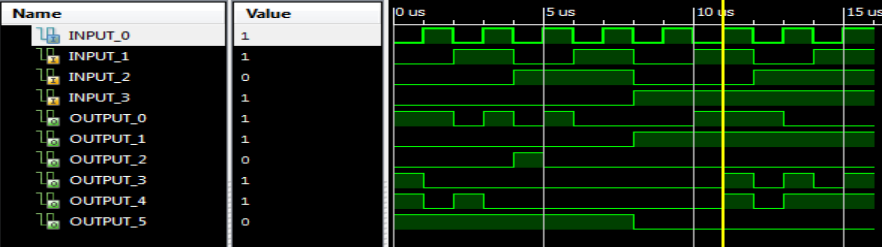 Name Value 0 us 5 us 10 us 15 us
INPUT_0 1
INPUT_1 1
INPUT_2 0
INPUT_3 1
OUTPUT_0 1
OUTPUT_1 1
OUTPUT_2 0
OUTPUT_3 1
OUTPUT_4 1
OUTPUT_5 0